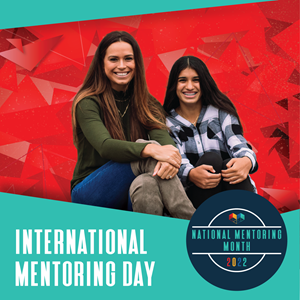 INTERNATIONAL
MENTORING DAY
NATIONAL MENTORING
MONTH
2022